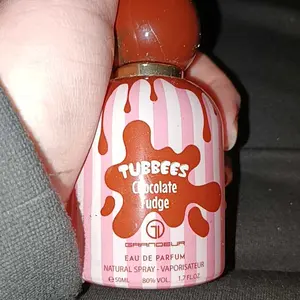 TUBBEES
Chocolate
Fudge
GRANDEUR
EAU DE PARFUM
NATURAL SPRAY - VAPORISATEUR
℮50ML 80% VOL. 1.7 FL.OZ